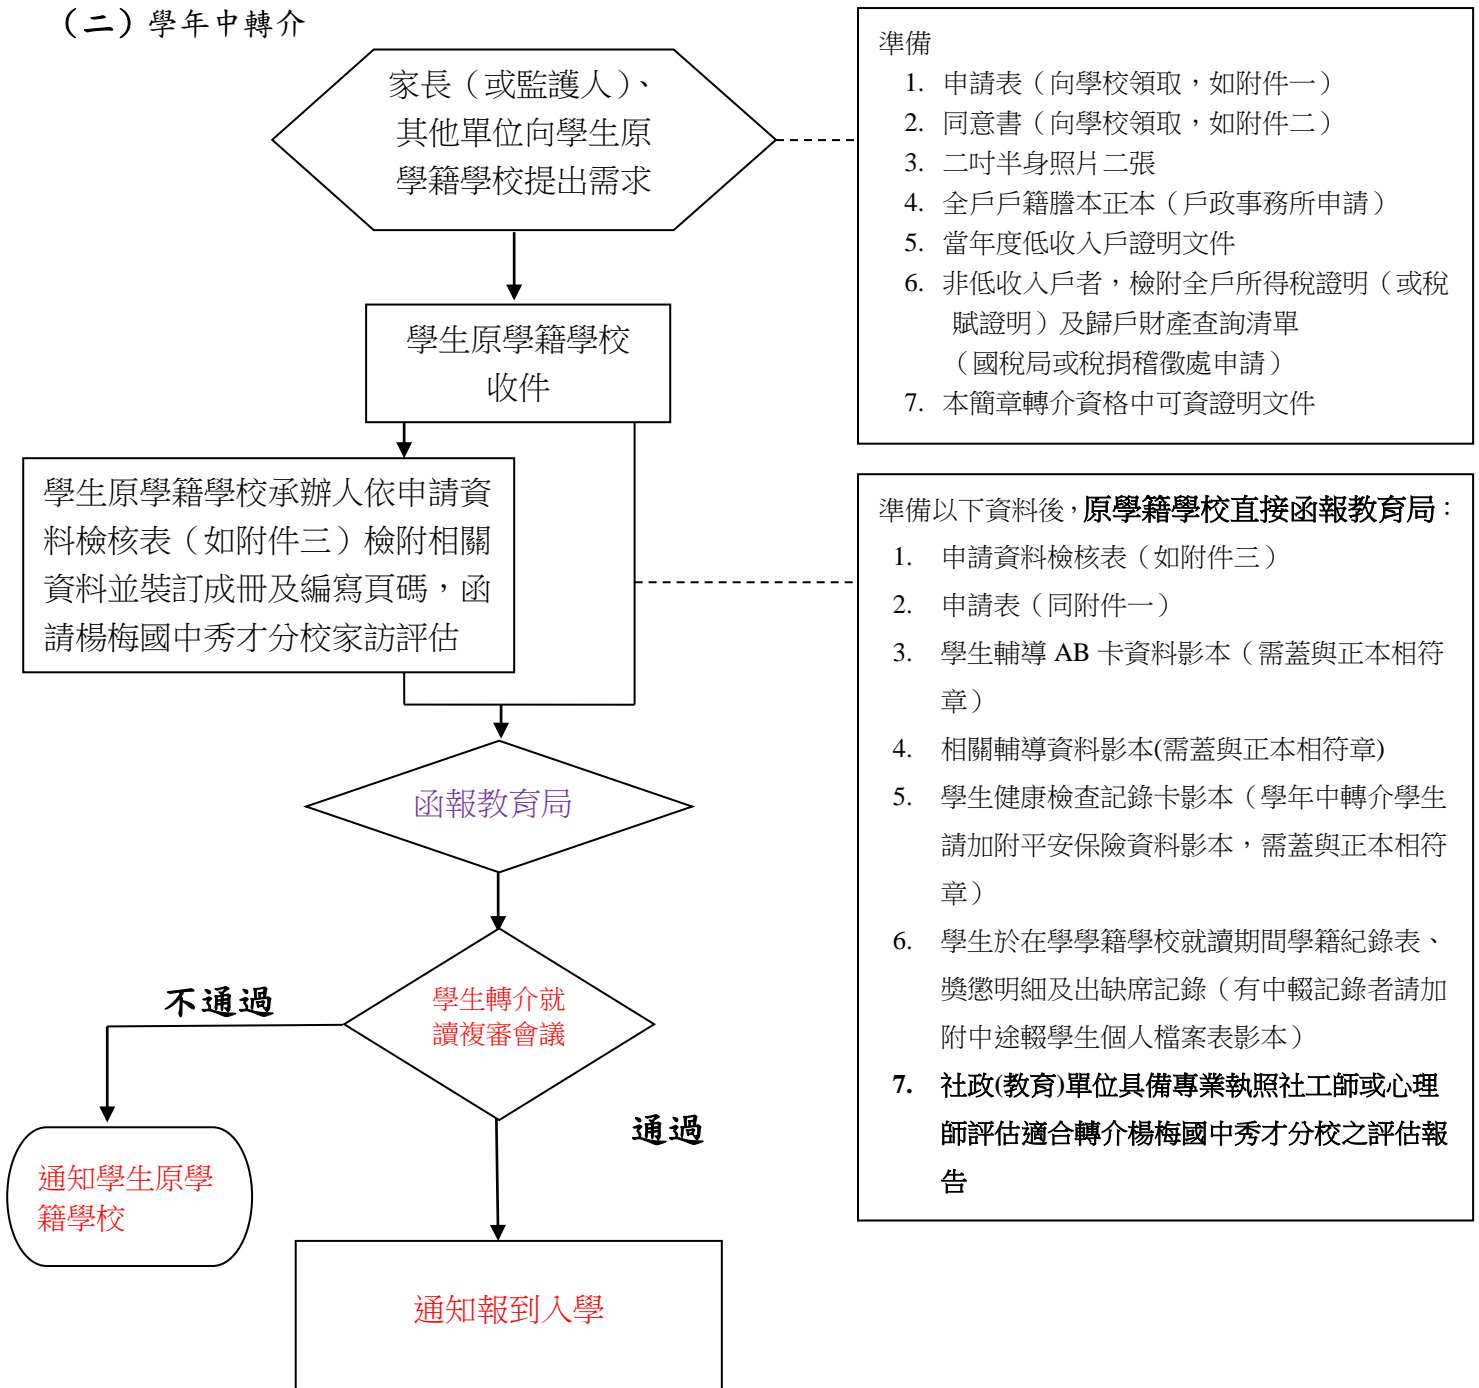 （二）學年中轉介
家長（或監護人）、
其他單位向學生原
學籍學校提出需求
準備
1. 申請表（向學校領取，如附件一）
2. 同意書（向學校領取，如附件二）
3. 二吋半身照片二張
4. 全戶戶籍謄本正本（戶政事務所申請）
5. 當年度低收入戶證明文件
6. 非低收入戶者，檢附全戶所得稅證明（或稅
賦證明）及歸戶財產查詢清單
（國稅局或稅捐稽徵處申請）
7. 本簡章轉介資格中可資證明文件
學生原學籍學校
收件
學生原學籍學校承辦人依申請資
料檢核表（如附件三）檢附相關
資料並裝訂成冊及編寫頁碼，函
請楊梅國中秀才分校家訪評估
準備以下資料後，原學籍學校直接函報教育局：
1. 申請資料檢核表（如附件三）
2. 申請表（同附件一）
3. 學生輔導 AB 卡資料影本（需蓋與正本相符
章）
4. 相關輔導資料影本(需蓋與正本相符章)
5. 學生健康檢查記錄卡影本（學年中轉介學生
請加附平安保險資料影本，需蓋與正本相符
章）
6. 學生於在學學籍學校就讀期間學籍紀錄表、
獎懲明細及出缺席記錄（有中輟記錄者請加
附中途輟學生個人檔案表影本）
7. 社政(教育)單位具備專業執照社工師或心理
師評估適合轉介楊梅國中秀才分校之評估報
告
函報教育局
學生轉介就
讀複審會議
不通過
通過
通知學生原學
籍學校
通知報到入學